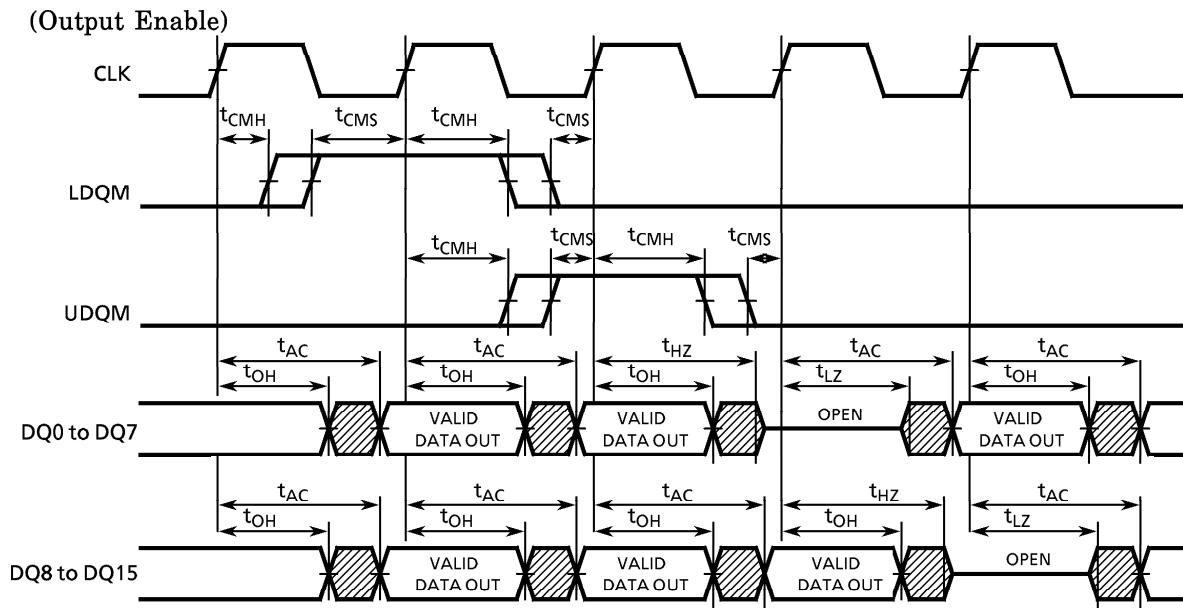 (Output Enable)
CLK
tCMH tCMS tCMH tCMS
LDQM
tCMH tCMS tCMH tCMS
UDQM
tAC tAC tHZ tAC tAC
tOH tOH tOH tLZ tOH
DQ0 to DQ7
VALID DATA OUT
VALID DATA OUT
OPEN
VALID DATA OUT
tAC tAC tAC tHZ tAC
tOH tOH tOH tOH tLZ
DQ8 to DQ15
VALID DATA OUT
VALID DATA OUT
VALID DATA OUT
OPEN